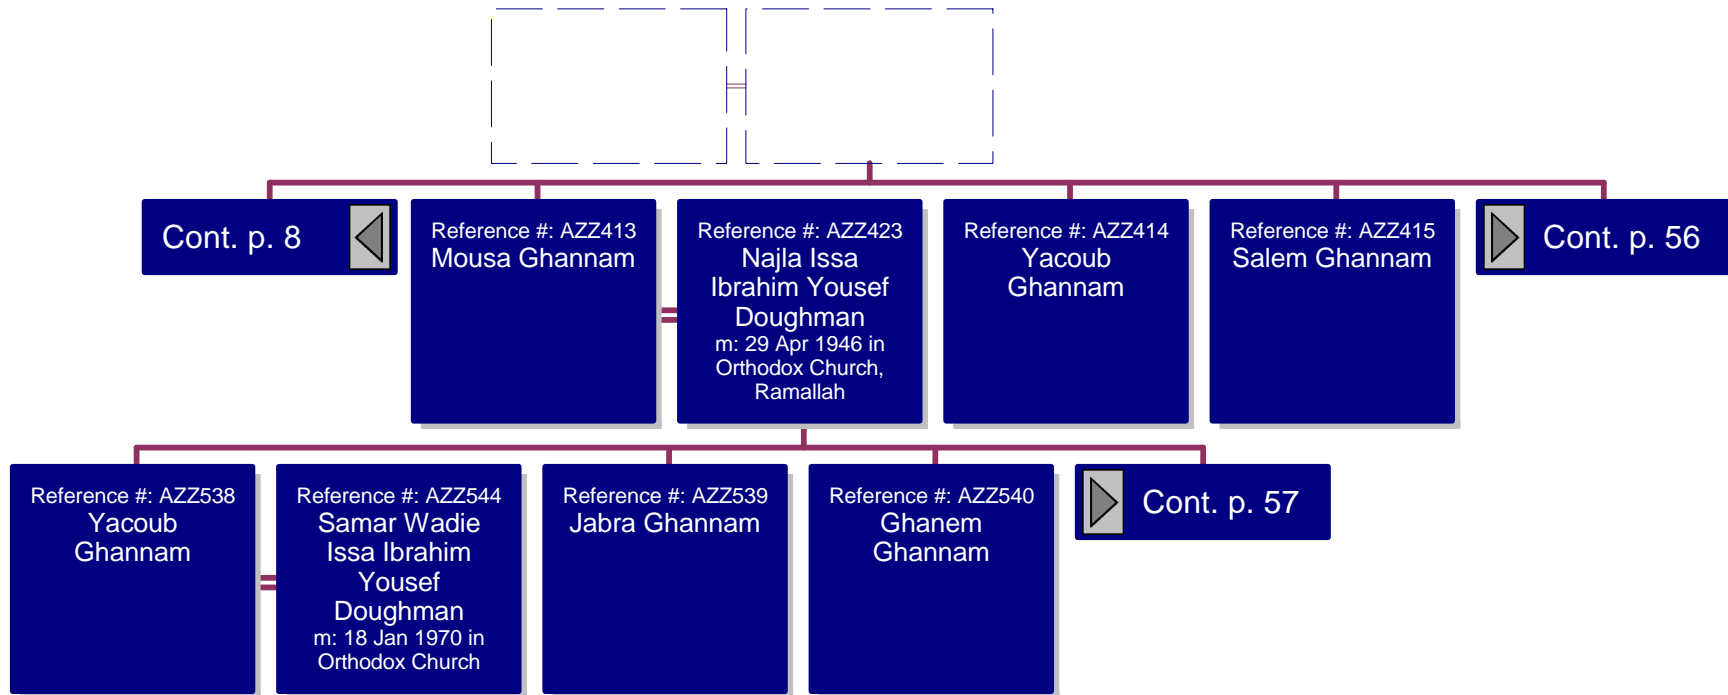 Cont. p. 8
Reference #: AZZ413
Mousa Ghannam
Reference #: AZZ423
Najla Issa
Ibrahim Yousef
Doughman
m: 29 Apr 1946 in
Orthodox Church,
Ramallah
Reference #: AZZ414
Yacoub
Ghannam
Reference #: AZZ415
Salem Ghannam
Cont. p. 56
Reference #: AZZ538
Yacoub
Ghannam
Reference #: AZZ544
Samar Wadie
Issa Ibrahim
Yousef
Doughman
m: 18 Jan 1970 in
Orthodox Church
Reference #: AZZ539
Jabra Ghannam
Reference #: AZZ540
Ghanem
Ghannam
Cont. p. 57